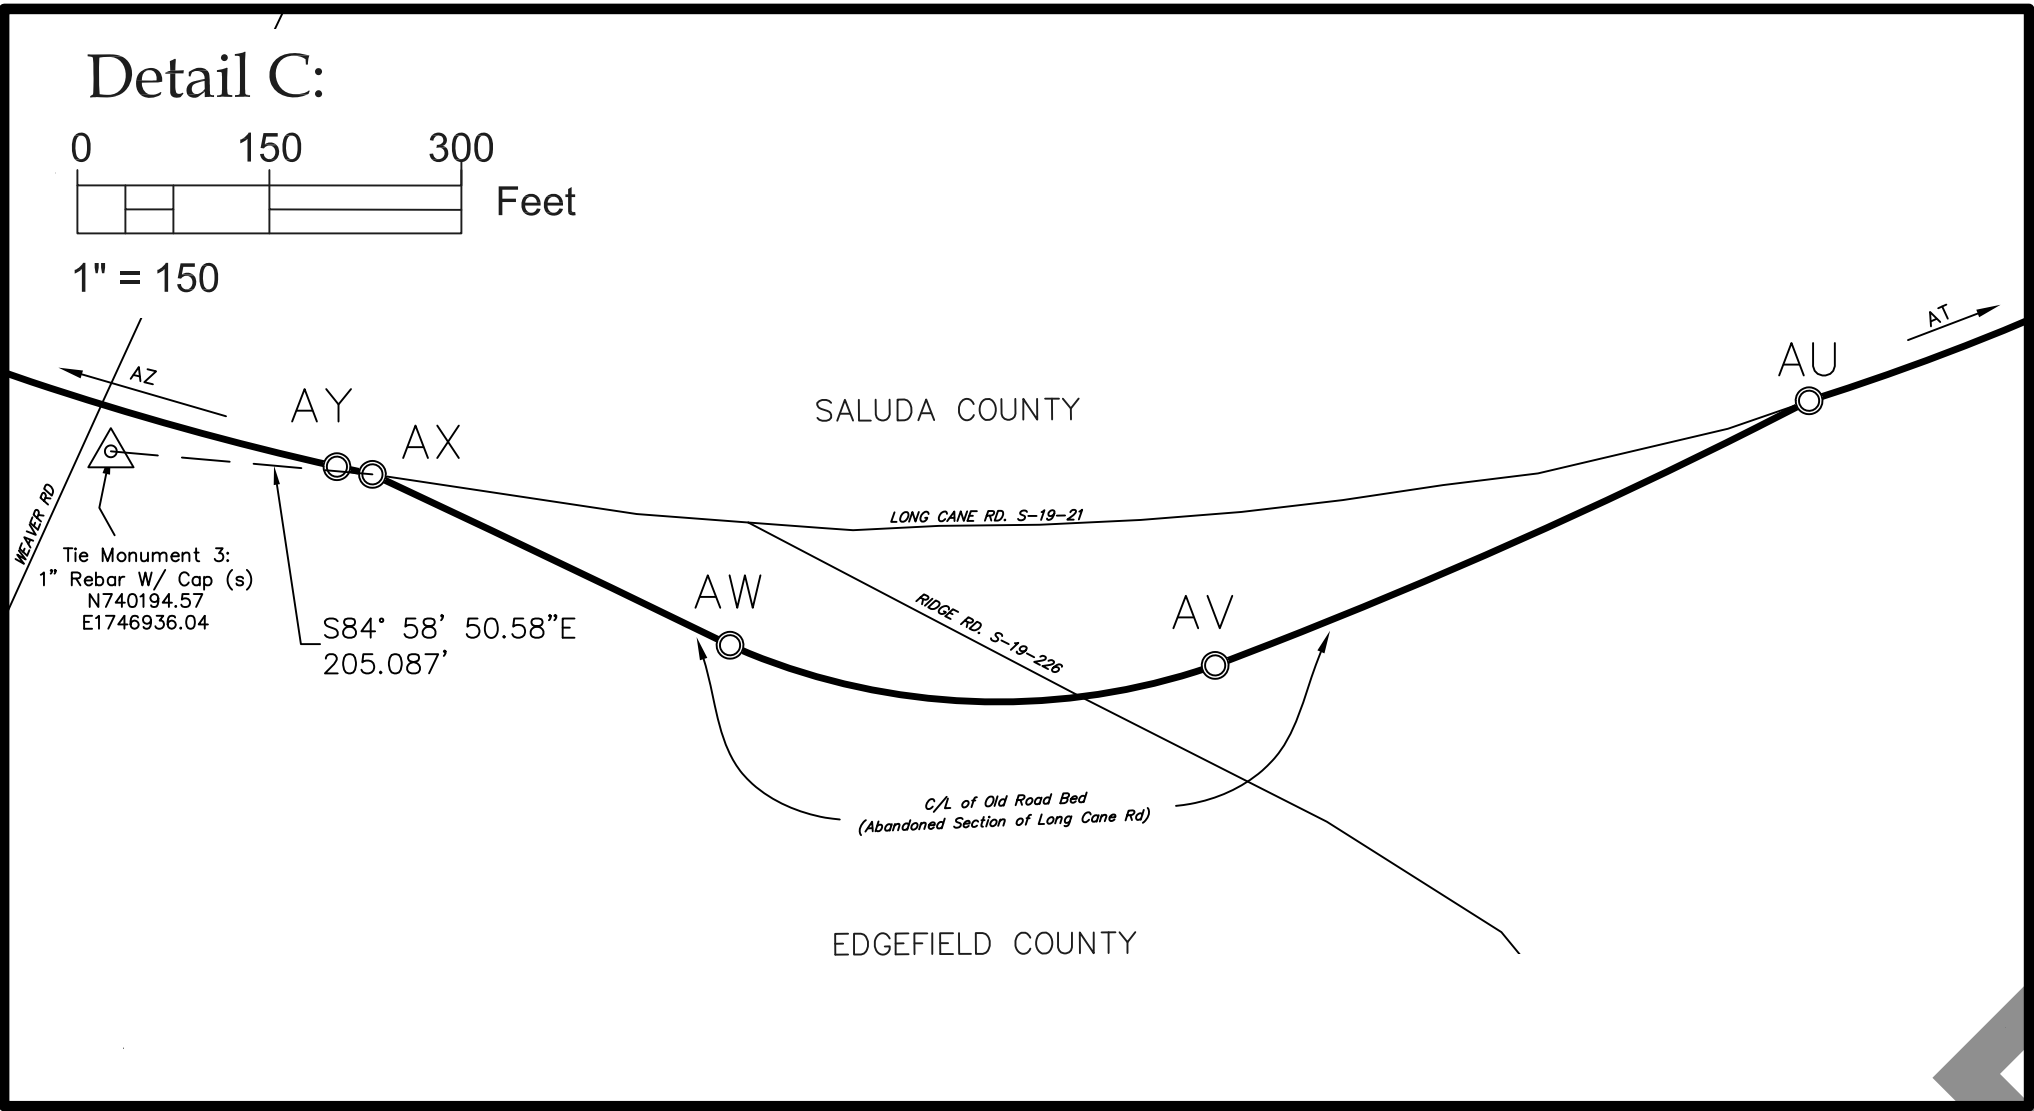 Detail C:
0 150 300
Feet
1" = 150
AT
AU
AZ
AY
AX
SALUDA COUNTY
WEAVER RD
LONG CANE RD. S-19-21
Tie Monument 3:
1" Rebar W/ Cap (s)
N740194.57
E1746936.04
S84° 58' 50.58"E
205.087'
AW
RIDGE RD. S-19-226
AV
C/L of Old Road Bed
(Abandoned Section of Long Cane Rd)
EDGEFIELD COUNTY